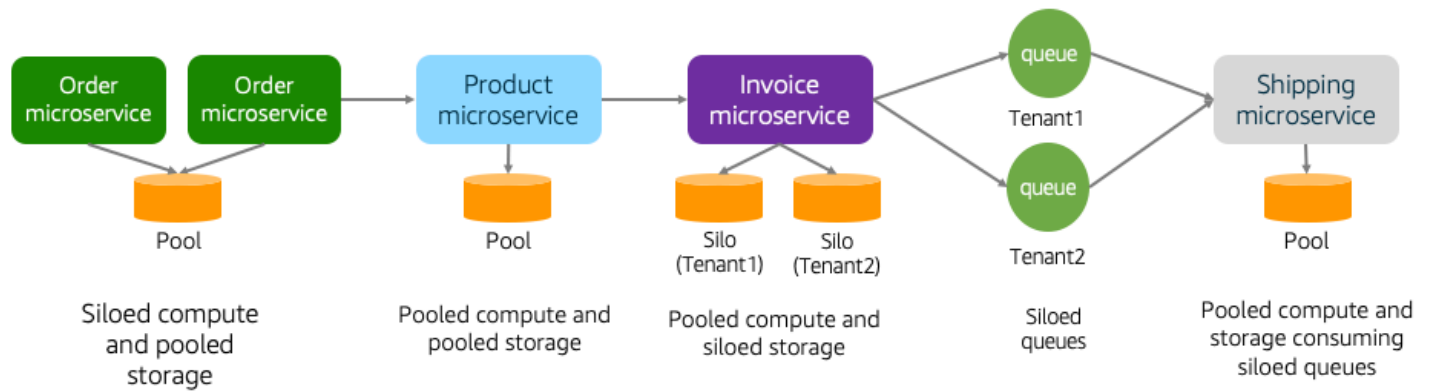 Order
microservice
Order
microservice
Product
microservice
Invoice
microservice
queue
Tenant1
queue
Tenant2
Shipping
microservice
Pool
Pool
Silo
(Tenant1)
Silo
(Tenant2)
Pool
Siloed compute
and pooled
storage
Pooled compute and
pooled storage
Pooled compute and
siloed storage
Siloed
queues
Pooled compute and
storage consuming
siloed queues